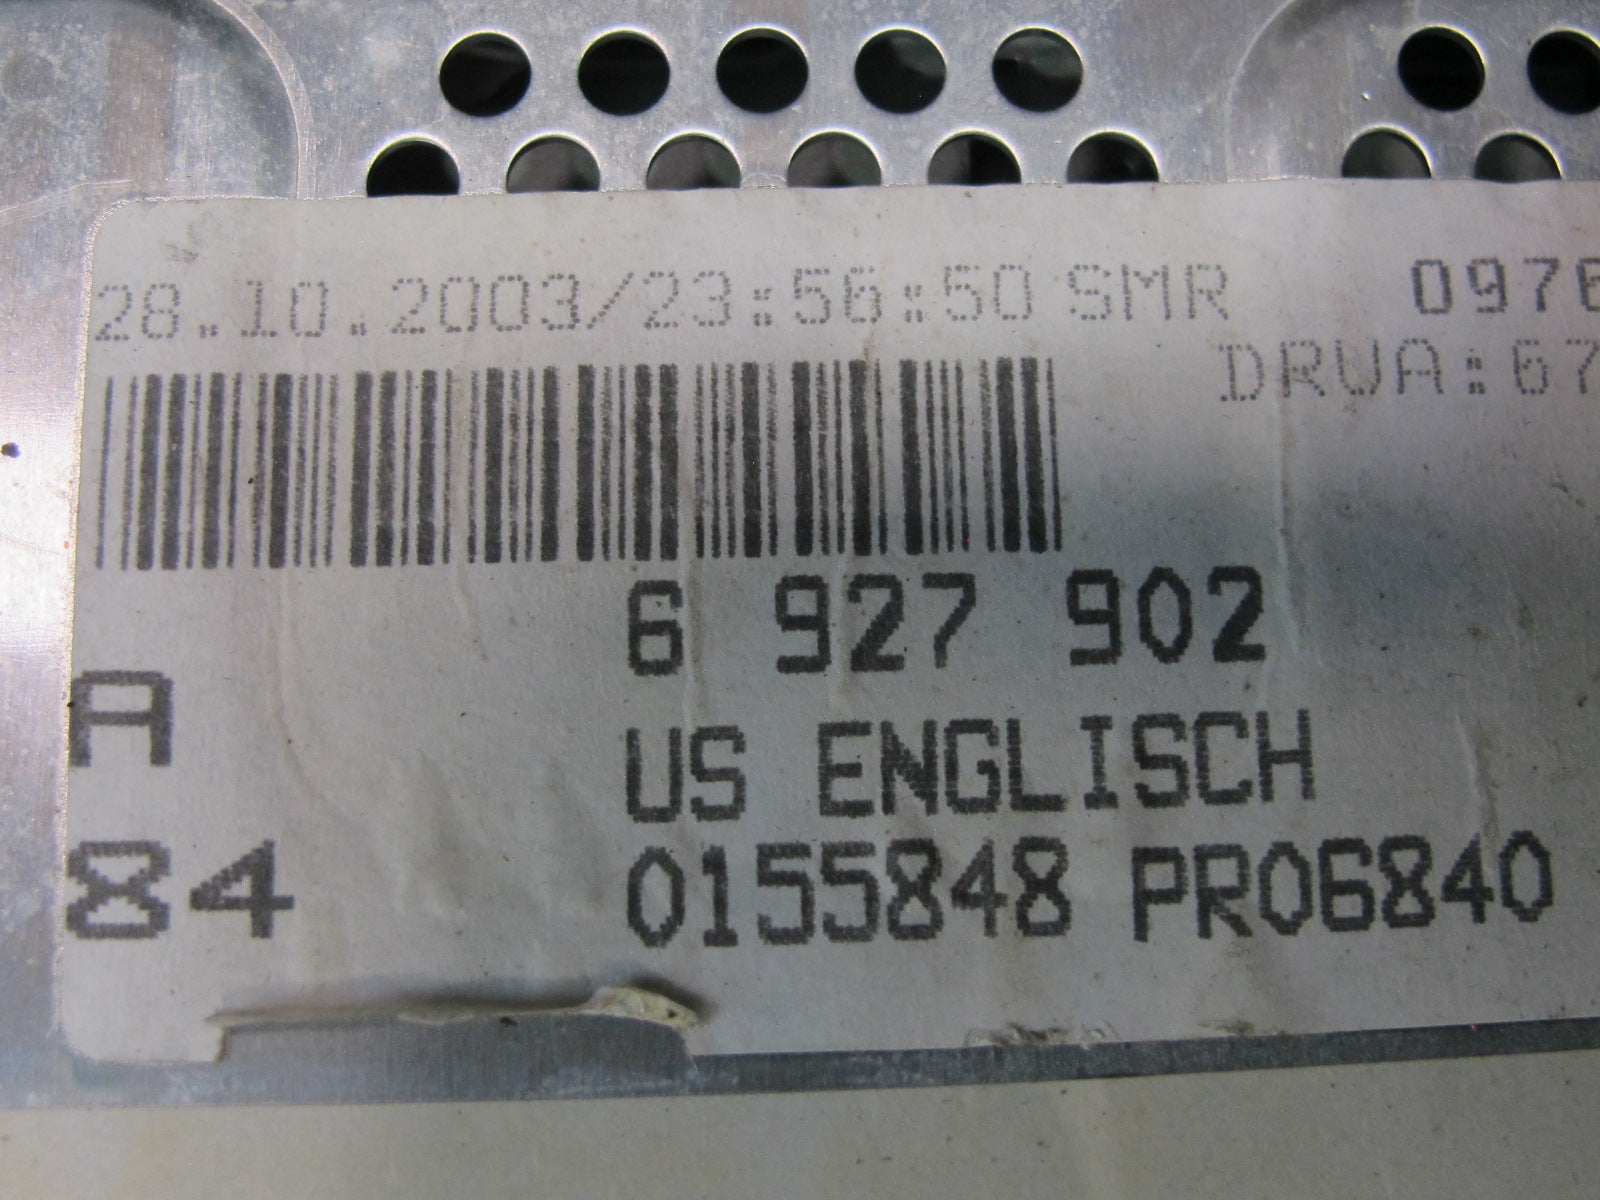 28.10.2003/23:56:50 SMR 0976
DRVA:67
6 927 902
A US ENGLISCH
84 0155848 PR06840